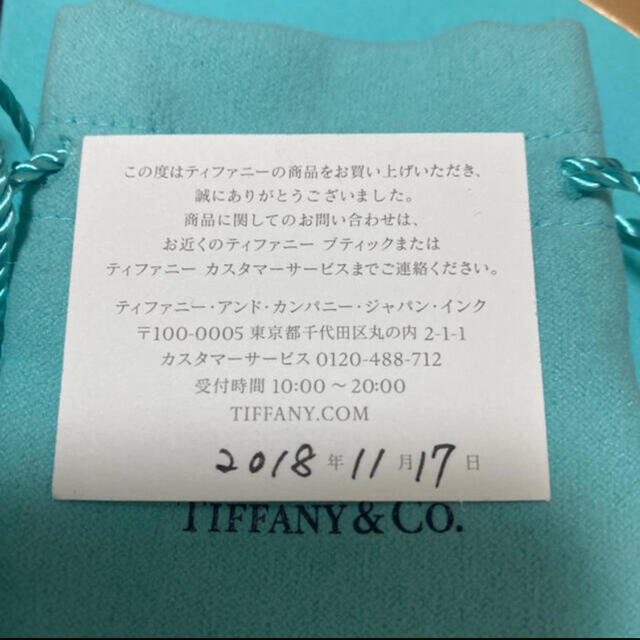 この度はティファニーの商品をお買い上げいただき、
誠にありがとうございました。
商品に関してのお問い合わせは、
お近くのティファニー ブティックまたは
ティファニー カスタマーサービスまでご連絡ください。
ティファニー・アンド・カンパニー・ジャパン・インク
〒100-0005 東京都千代田区丸の内 2-1-1
カスタマーサービス 0120-488-712
受付時間 10:00 〜 20:00
TIFFANY.COM
2018 年 11 月 17 日
TIFFANY & CO.